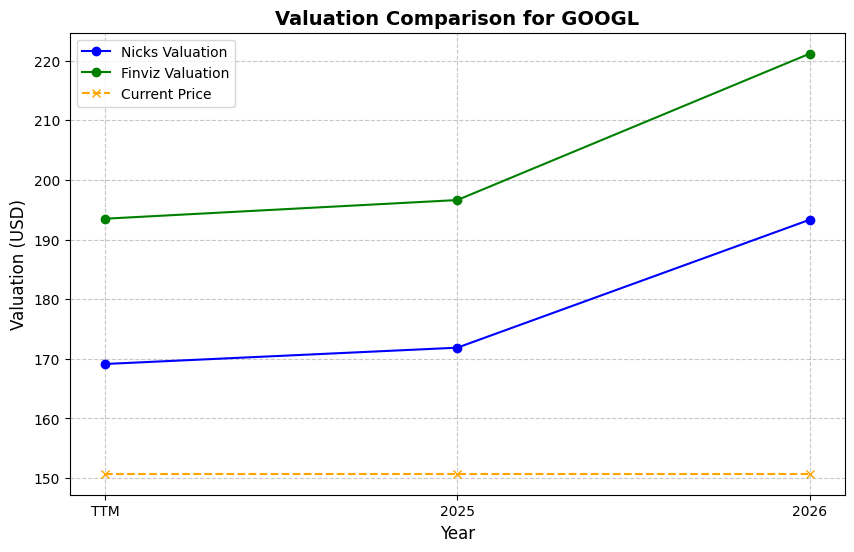 Valuation Comparison for GOOGL
Nicks Valuation
Finviz Valuation
Current Price
Valuation (USD)
220
210
200
190
180
170
160
150
TTM
2025
2026
Year